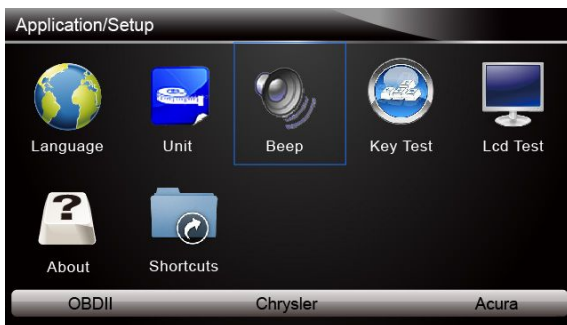 Application/Setup
Language Unit Beep Key Test Lcd Test
?
About Shortcuts
OBDII Chrysler Acura